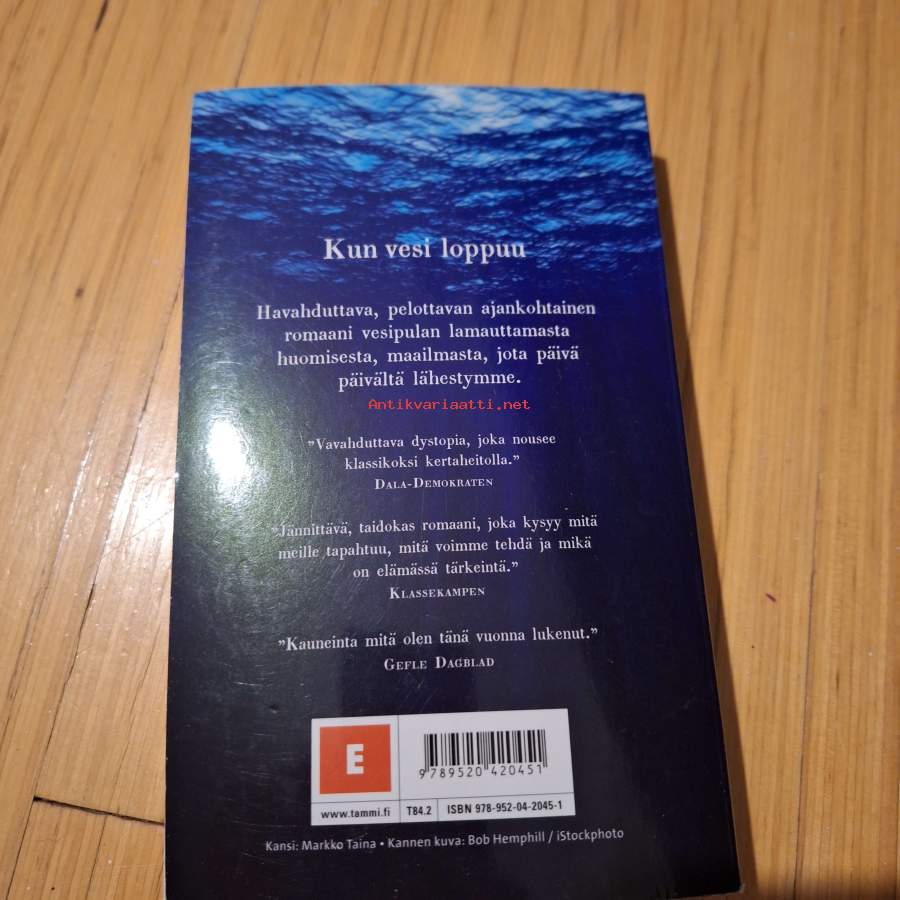 Kun vesi loppuu
Havahduttava, pelottavan ajankohtainen
romaani vesipulan lamauttamasta
huomisesta, maailmasta, jota päivä
päivältä lähestymme.
Antikvariaatti.net
”Vavahduttava dystopia, joka nousee
klassikoksi kertaheitolla.”
Dala-Demokraten
”Jännittävä, taidokas romaani, joka kysyy mitä
meille tapahtuu, mitä voimme tehdä ja mikä
on elämässä tärkeintä.”
Klassekampen
”Kauneinta mitä olen tänä vuonna lukenut.”
Gefle Dagblad
E
9 789520 420451
www.tammi.fi
T84.2
ISBN 978-952-04-2045-1
Kansi: Markko Taina • Kannen kuva: Bob Hemphill / iStockphoto